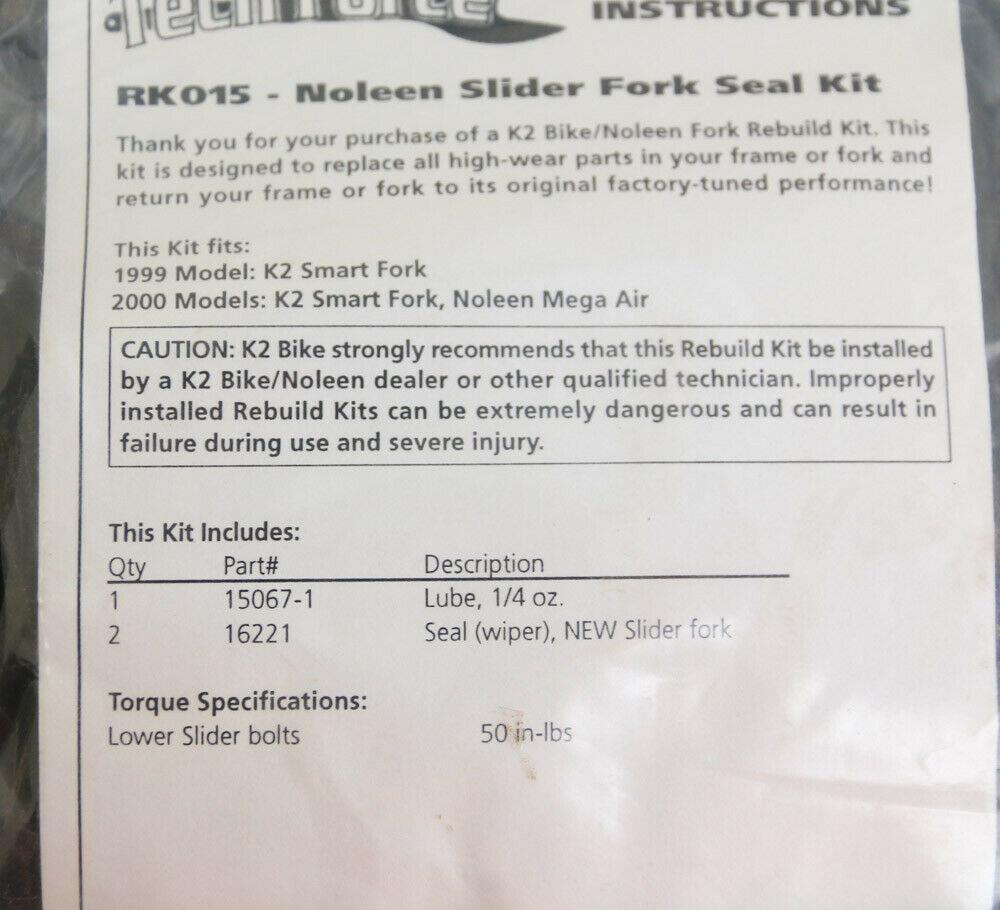 Tech Force
INSTRUCTIONS
RK015 - Noleen Slider Fork Seal Kit
Thank you for your purchase of a K2 Bike/Noleen Fork Rebuild Kit. This
kit is designed to replace all high-wear parts in your frame or fork and
return your frame or fork to its original factory-tuned performance!
This Kit fits:
1999 Model: K2 Smart Fork
2000 Models: K2 Smart Fork, Noleen Mega Air
CAUTION: K2 Bike strongly recommends that this Rebuild Kit be installed
by a K2 Bike/Noleen dealer or other qualified technician. Improperly
installed Rebuild Kits can be extremely dangerous and can result in
failure during use and severe injury.
This Kit Includes:
Qty Part# Description
1 15067-1 Lube, 1/4 oz.
2 16221 Seal (wiper), NEW Slider fork
Torque Specifications:
Lower Slider bolts 50 in-lbs